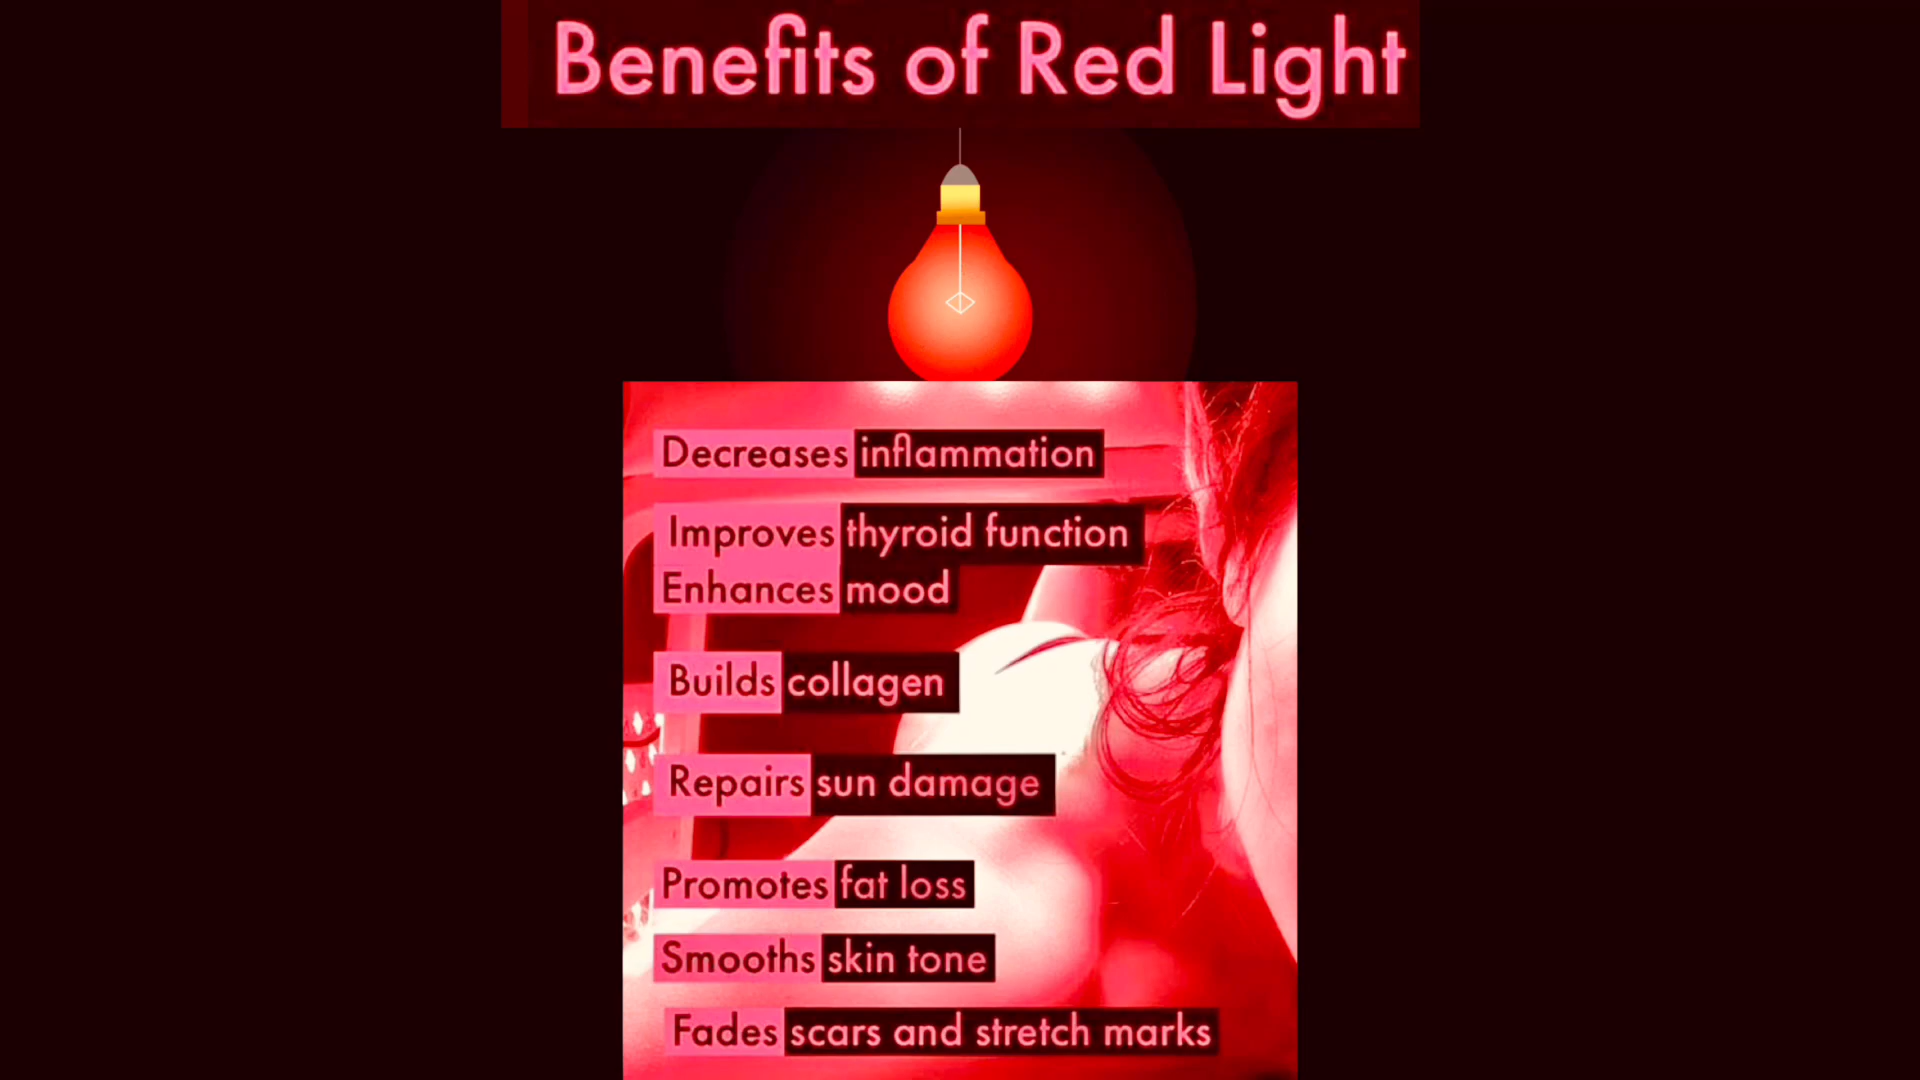 Benefits of Red Light
Decreases inflammation
Improves thyroid function
Enhances mood
Builds collagen
Repairs sun damage
Promotes fat loss
Smooths skin tone
Fades scars and stretch marks